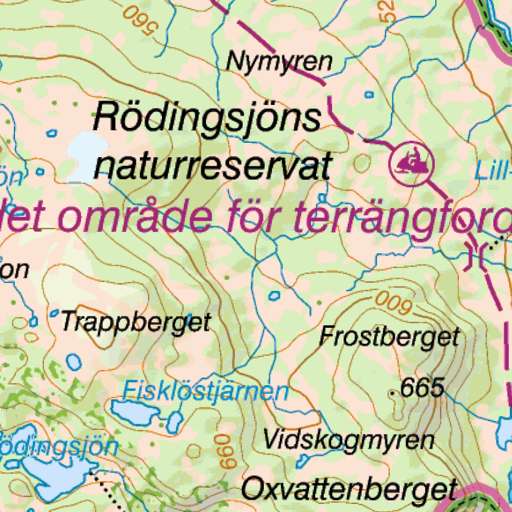 560
52
Nymyren
Rödingsjöns
naturreservat
ön
Lill-
det område för terrängford
on
600
Trappberget
Frostberget
Fisklöstjärnen
665
ödingsjön
Vidskogmyren
660
Oxvattenberget